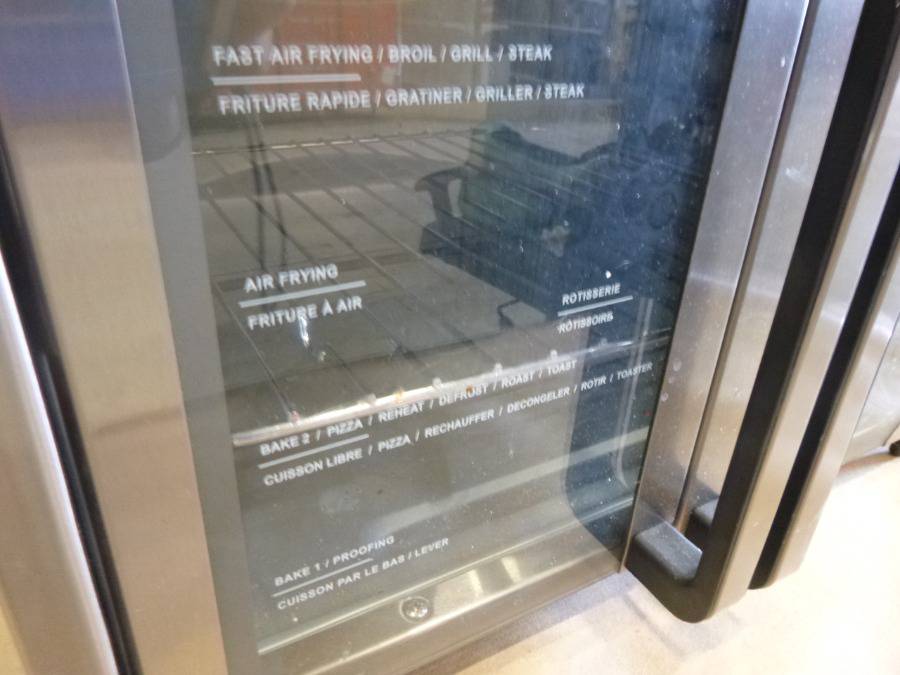 FAST AIR FRYING / BROIL / GRILL / STEAK
FRITURE RAPIDE / GRATINER / GRILLER / STEAK
AIR FRYING
FRITURE À AIR
ROTISSERIE
RÔTISSOIRE
BAKE 2 / PIZZA / REHEAT / DEFROST / ROAST / TOAST
CUISSON LIBRE / PIZZA / RECHAUFFER / DECONGELER / ROTIR / TOASTER
BAKE 1 / PROOFING
CUISSON PAR LE BAS / LEVER